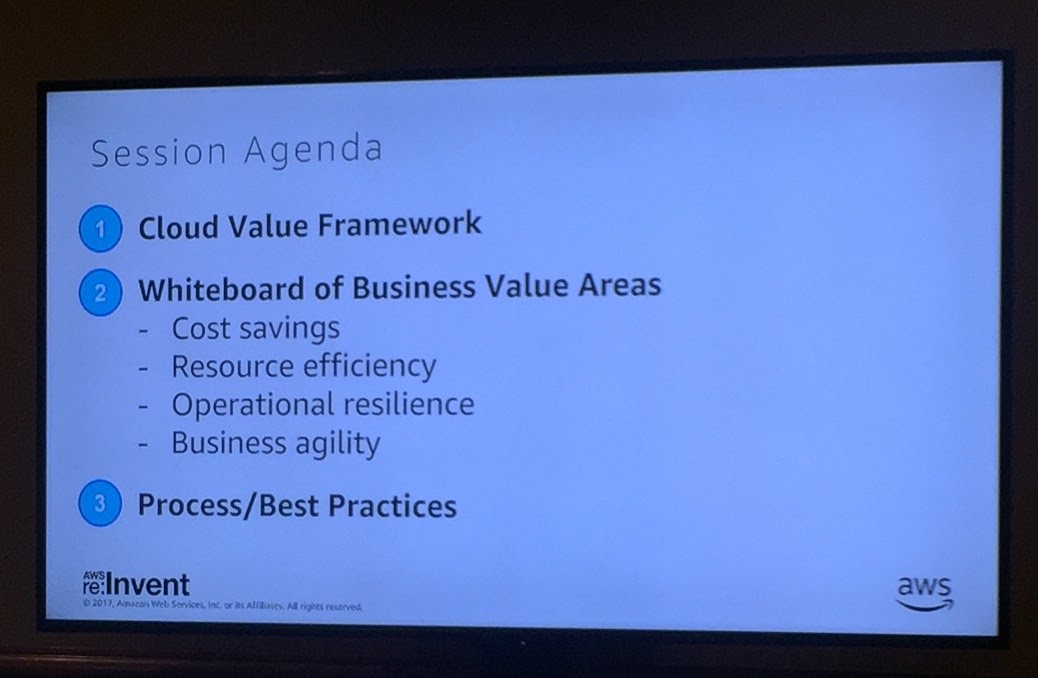 Session Agenda
1 Cloud Value Framework
2 Whiteboard of Business Value Areas
- Cost savings
- Resource efficiency
- Operational resilience
- Business agility
3 Process/Best Practices
AWS
re:Invent
© 2017, Amazon Web Services, Inc. or its Affiliates. All rights reserved.
aws